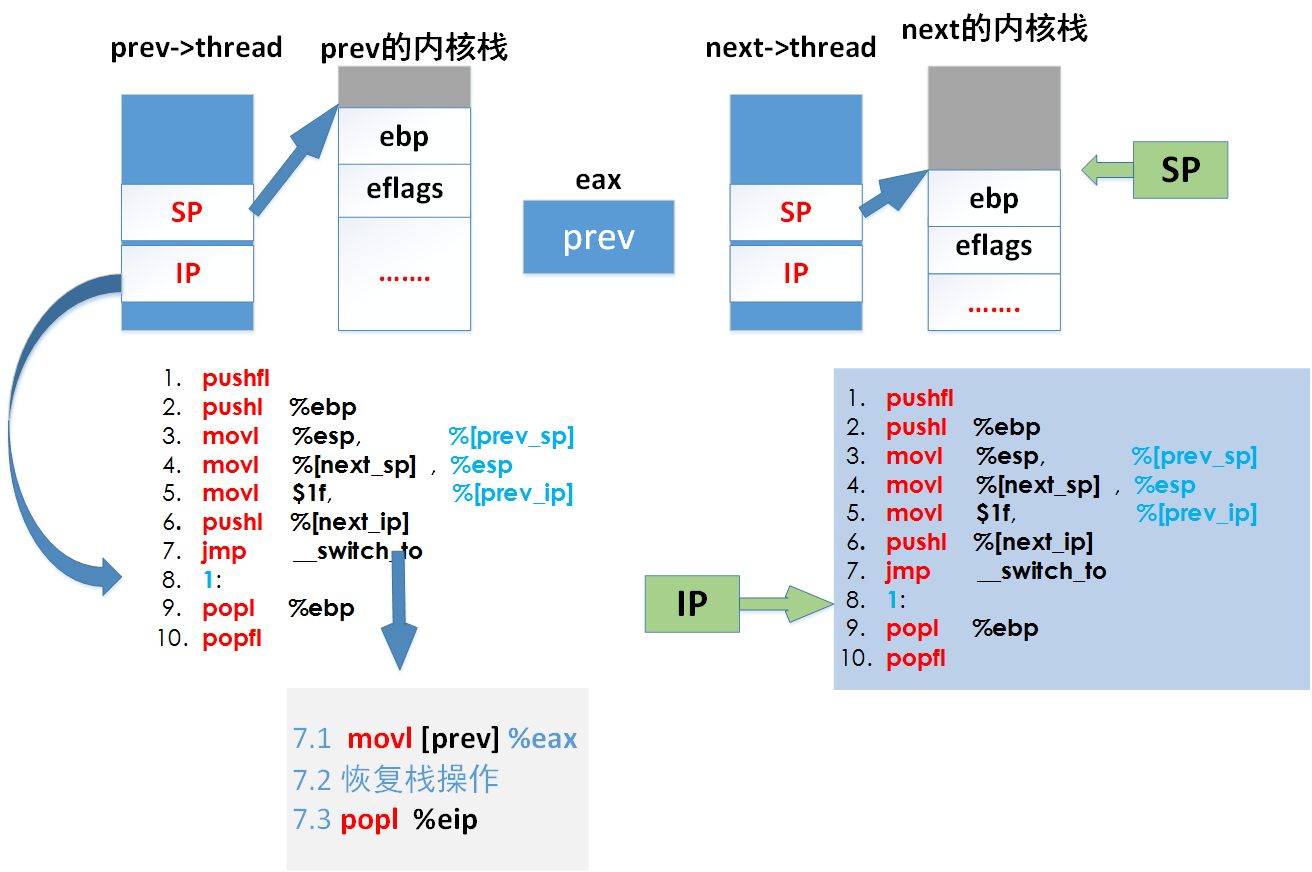 prev->thread
prev的内核栈
next->thread
next的内核栈
ebp
eflags
SP
IP
…….
eax
prev
SP
IP
ebp
eflags
…….
SP
1. pushfl
2. pushl %ebp
3. movl %esp, %[prev_sp]
4. movl %[next_sp] , %esp
5. movl $1f, %[prev_ip]
6. pushl %[next_ip]
7. jmp __switch_to
8. 1:
9. popl %ebp
10. popfl
IP
1. pushfl
2. pushl %ebp
3. movl %esp, %[prev_sp]
4. movl %[next_sp] , %esp
5. movl $1f, %[prev_ip]
6. pushl %[next_ip]
7. jmp __switch_to
8. 1:
9. popl %ebp
10. popfl
7.1 movl [prev] %eax
7.2 恢复栈操作
7.3 popl %eip